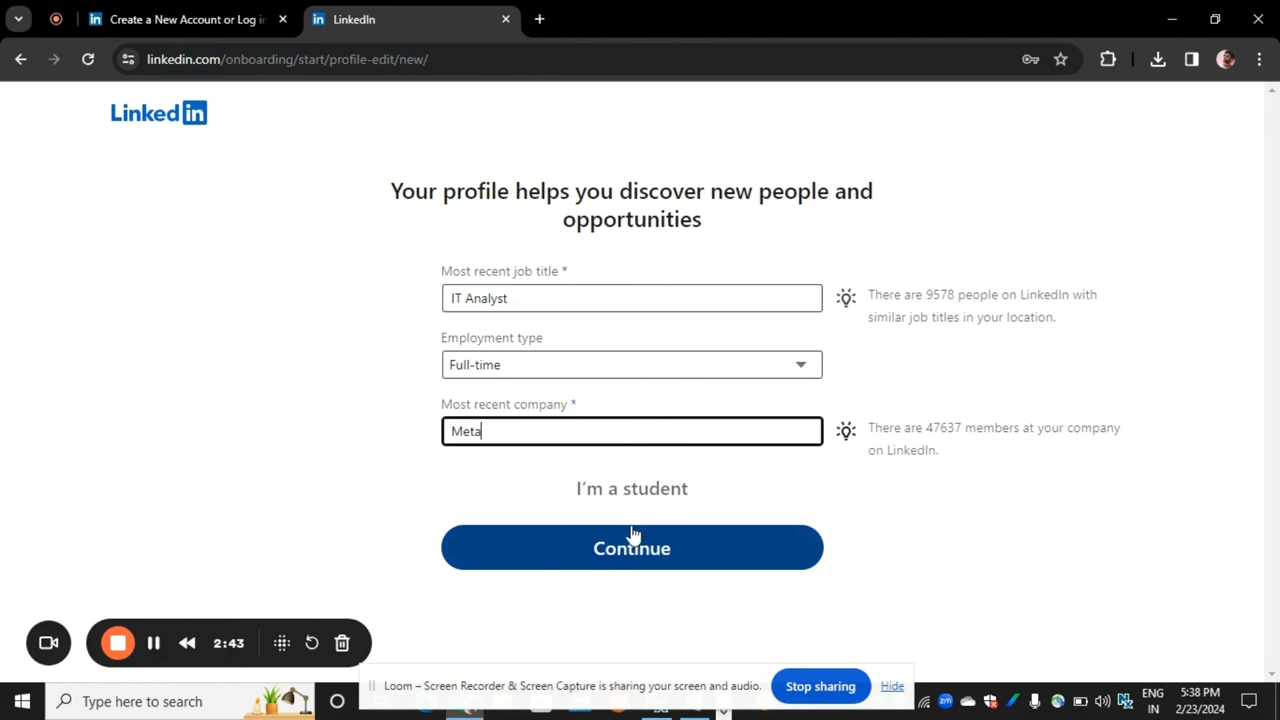 Create a New Account or Log in
LinkedIn
linkedin.com/onboarding/start/profile-edit/new/
Linked in
Your profile helps you discover new people and
opportunities
Most recent job title *
IT Analyst
There are 9578 people on LinkedIn with
similar job titles in your location.
Employment type
Full-time
Most recent company *
Meta
There are 47637 members at your company
on LinkedIn.
I'm a student
Continue
2:43
Loom – Screen Recorder & Screen Capture is sharing your screen and audio.
Stop sharing
Hide
Type here to search
ENG
IN
5:38 PM
2/23/2024